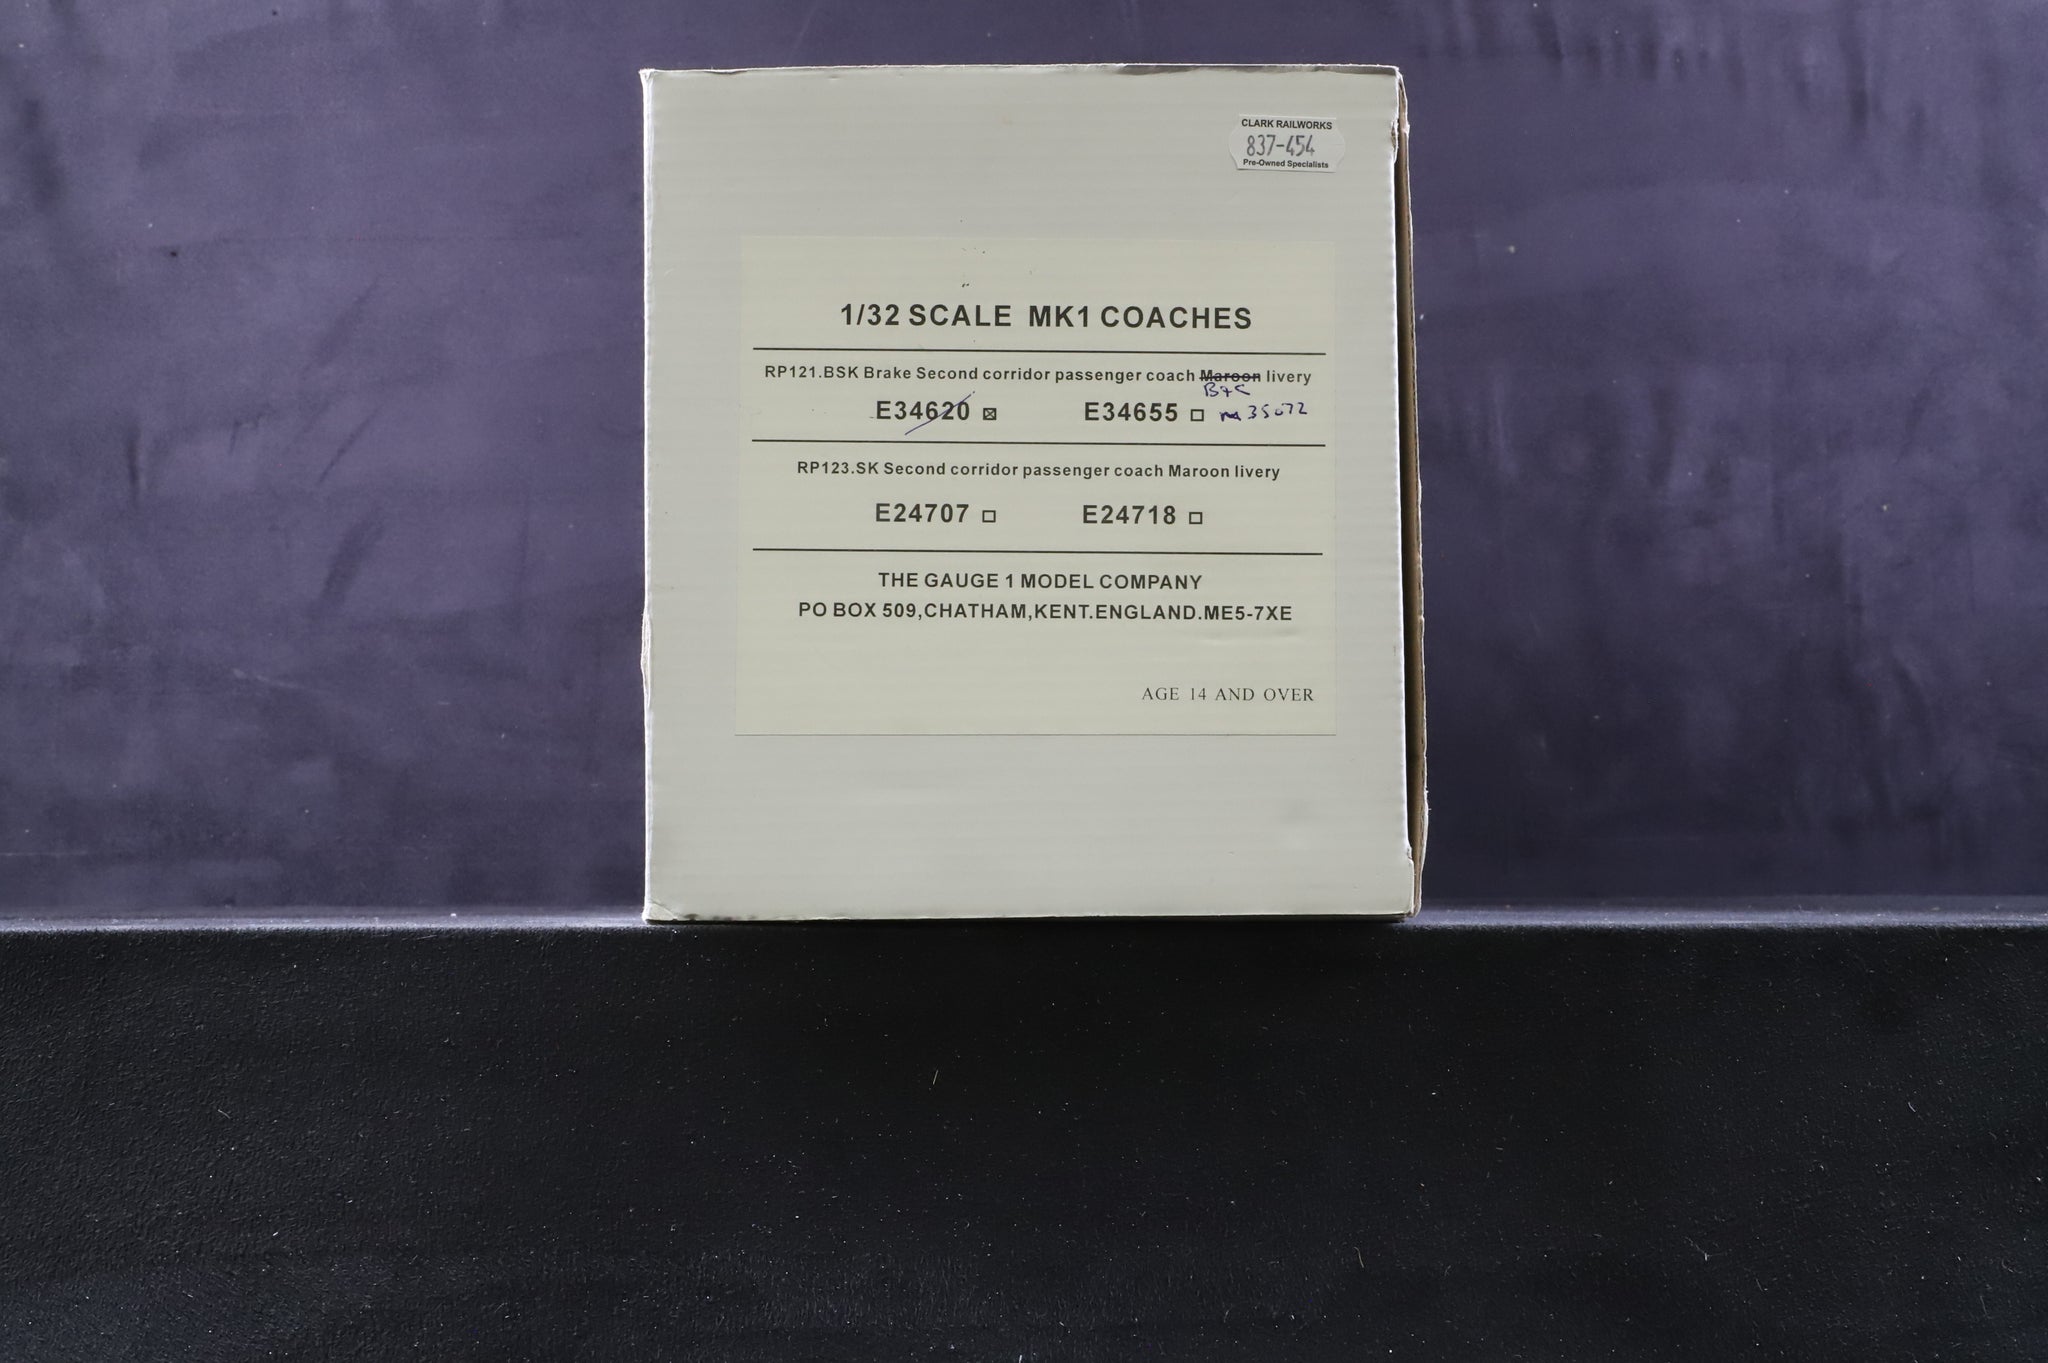 CLARK RAILWORKS
837-454
Pre-Owned Specialists
1/32 SCALE MK1 COACHES
RP121.BSK Brake Second corridor passenger coach Maroon livery
E34620 ☒ E34655 ☐ 35072
RP123.SK Second corridor passenger coach Maroon livery
E24707 ☐ E24718 ☐
THE GAUGE 1 MODEL COMPANY
PO BOX 509,CHATHAM,KENT.ENGLAND.ME5-7XE
AGE 14 AND OVER